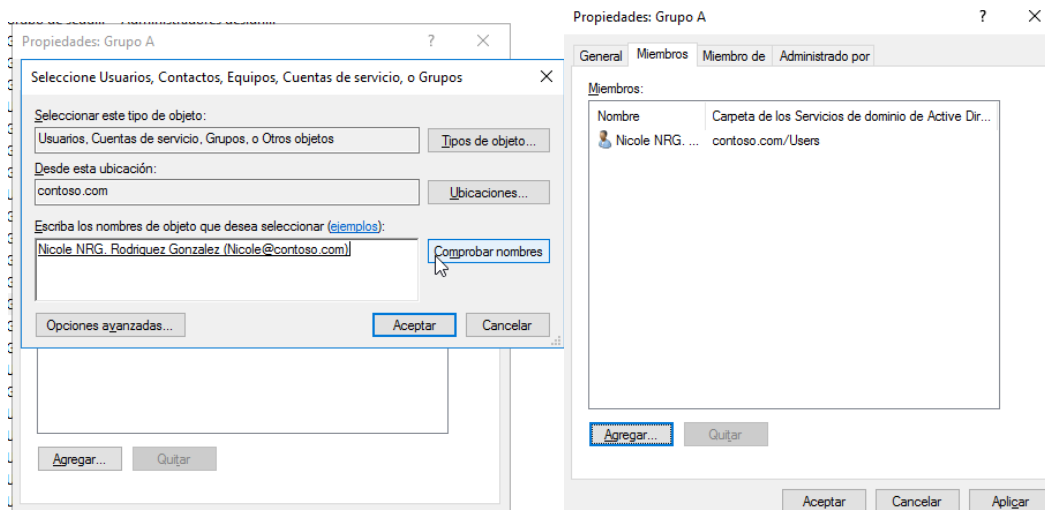 Propiedades: Grupo A
Seleccione Usuarios, Contactos, Equipos, Cuentas de servicio, o Grupos
Seleccionar este tipo de objeto:
Usuarios, Cuentas de servicio, Grupos, o Otros objetos
Tipos de objeto...
Desde esta ubicación:
contoso.com
Ubicaciones...
Escriba los nombres de objeto que desea seleccionar (ejemplos):
Nicole NRG. Rodriguez Gonzalez (Nicole@contoso.com)
Comprobar nombres
Opciones avanzadas...
Aceptar
Cancelar
Agregar...
Quitar
Propiedades: Grupo A
General
Miembros
Miembro de
Administrado por
Miembros:
Nombre
Carpeta de los Servicios de dominio de Active Dir...
Nicole NRG. ...
contoso.com/Users
Agregar...
Quitar
Aceptar
Cancelar
Aplicar